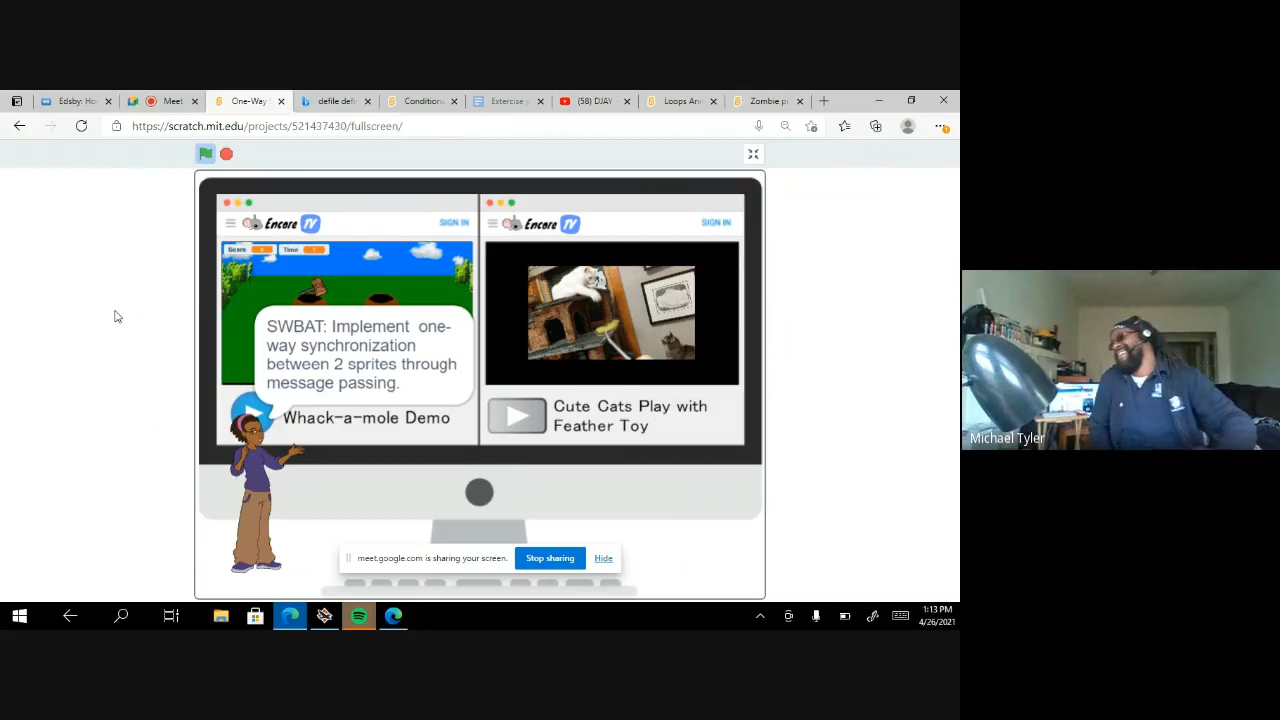 Edsby: Ho
Meet
One-Way
defile defi
Condition
Exercise
(58) DJAY
Loops Ani
Zombie p
https://scratch.mit.edu/projects/521437430/fullscreen/
Encore TV
SIGN IN
Encore TV
SIGN IN
Score
Time
SWBAT: Implement one-
way synchronization
between 2 sprites through
message passing.
Whack-a-mole Demo
Cute Cats Play with
Feather Toy
Michael Tyler
meet.google.com is sharing your screen.
Stop sharing
Hide
1:13 PM
4/26/2021